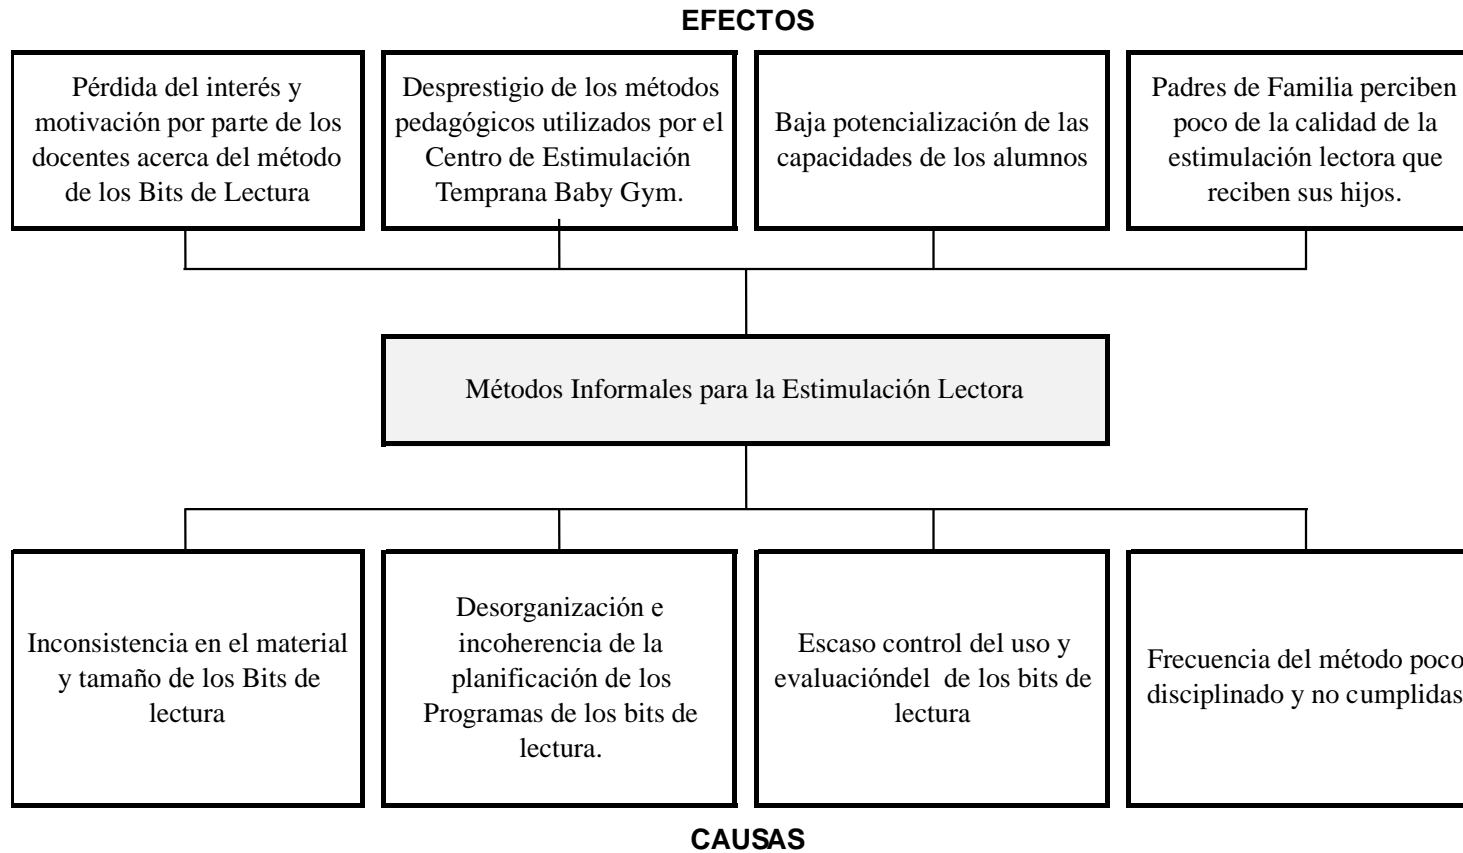 EFECTOS
Pérdida del interés y
motivación por parte de los
docentes acerca del método
de los Bits de Lectura
Desprestigio de los métodos
pedagógicos utilizados por el
Centro de Estimulación
Temprana Baby Gym.
Baja potencialización de las
capacidades de los alumnos
Padres de Familia perciben
poco de la calidad de la
estimulación lectora que
reciben sus hijos.
Métodos Informales para la Estimulación Lectora
Inconsistencia en el material
y tamaño de los Bits de
lectura
Desorganización e
incoherencia de la
planificación de los
Programas de los bits de
lectura.
Escaso control del uso y
evaluacióndel de los bits de
lectura
Frecuencia del método poco
disciplinado y no cumplidas
CAUSAS